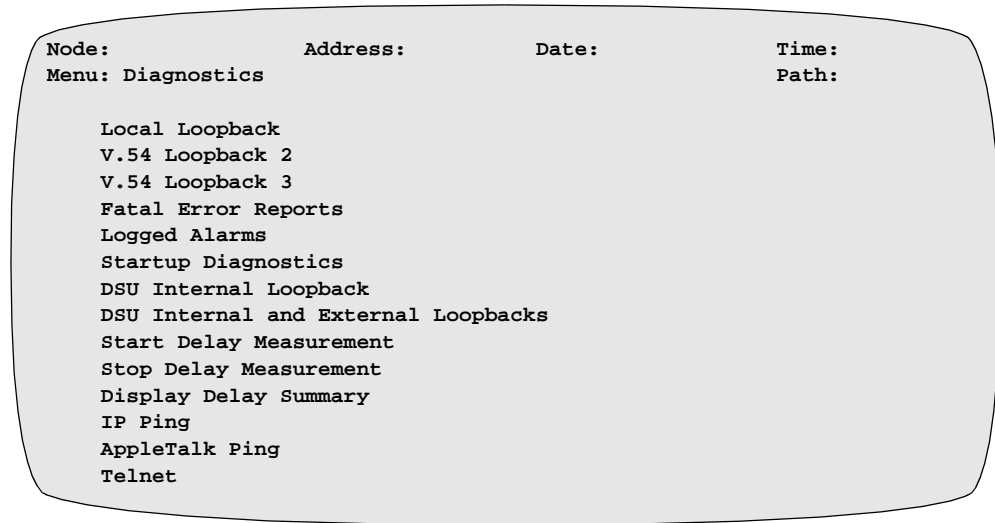 Node: Address: Date: Time:
Menu: Diagnostics Path:
Local Loopback
V.54 Loopback 2
V.54 Loopback 3
Fatal Error Reports
Logged Alarms
Startup Diagnostics
DSU Internal Loopback
DSU Internal and External Loopbacks
Start Delay Measurement
Stop Delay Measurement
Display Delay Summary
IP Ping
AppleTalk Ping
Telnet